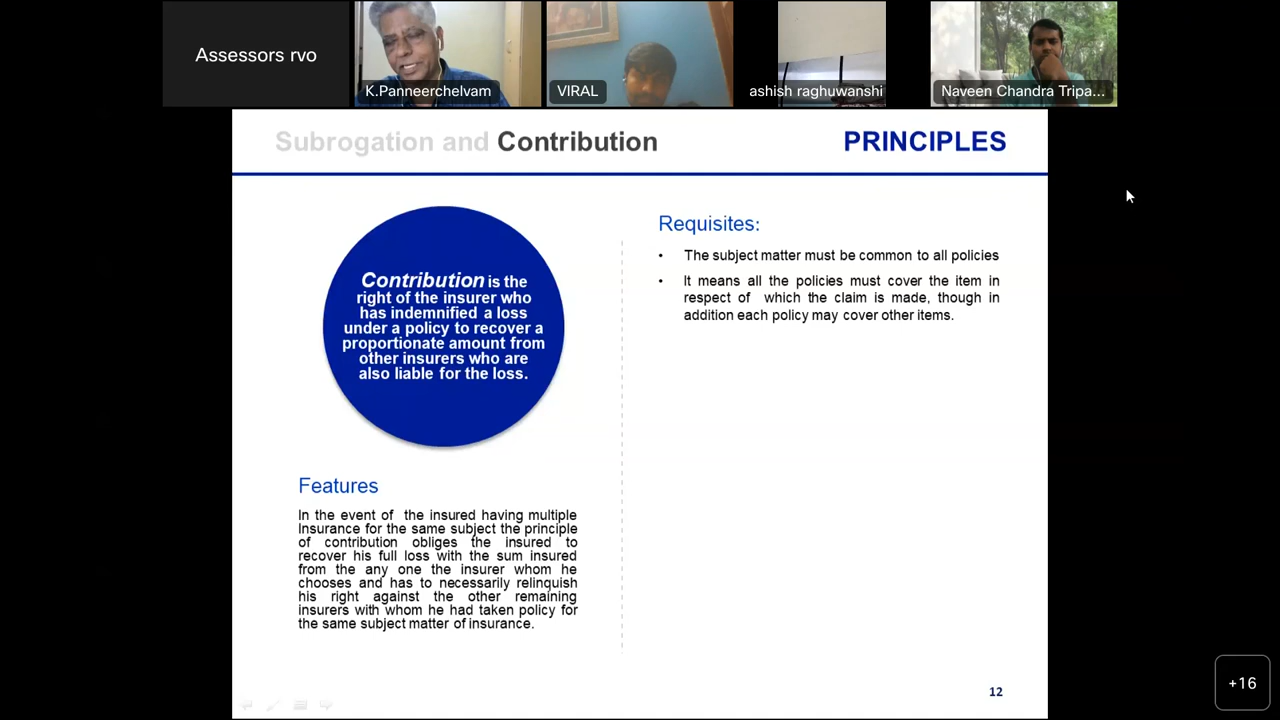 Assessors rvo
K.Panneerchelvam
VIRAL
ashish raghuwanshi
Naveen Chandra Tripa...
Subrogation and Contribution
PRINCIPLES
Contribution is the
right of the insurer who
has indemnified a loss
under a policy to recover a
proportionate amount from
other insurers who are
also liable for the loss.
Features
In the event of the insured having multiple
Insurance for the same subject the principle
of contribution obliges the insured to
recover his full loss with the sum insured
from the any one the insurer whom he
chooses and has to necessarily relinquish
his right against the other remaining
insurers with whom he had taken policy for
the same subject matter of insurance.
Requisites:
• The subject matter must be common to all policies
• It means all the policies must cover the item in
respect of which the claim is made, though in
addition each policy may cover other items.
12
+16